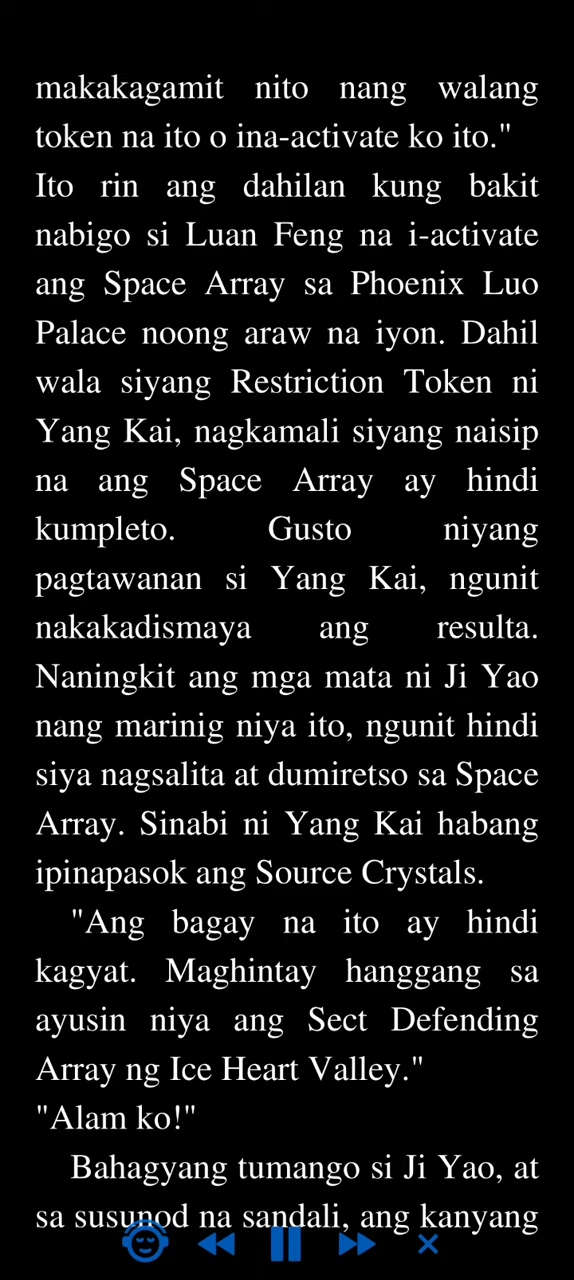 makakagamit nito nang walang
token na ito o ina-activate ko ito."
Ito rin ang dahilan kung bakit
nabigo si Luan Feng na i-activate
ang Space Array sa Phoenix Luo
Palace noong araw na iyon. Dahil
wala siyang Restriction Token ni
Yang Kai, nagkamali siyang naisip
na ang Space Array ay hindi
kumpleto. Gusto niyang
pagtawanan si Yang Kai, ngunit
nakakadismaya ang resulta.
Naningkit ang mga mata ni Ji Yao
nang marinig niya ito, ngunit hindi
siya nagsalita at dumiretso sa Space
Array. Sinabi ni Yang Kai habang
ipinapasok ang Source Crystals.
"Ang bagay na ito ay hindi
kagyat. Maghintay hanggang sa
ayusin niya ang Sect Defending
Array ng Ice Heart Valley."
"Alam ko!"
Bahagyang tumango si Ji Yao, at
sa susunod na sandali, ang kanyang